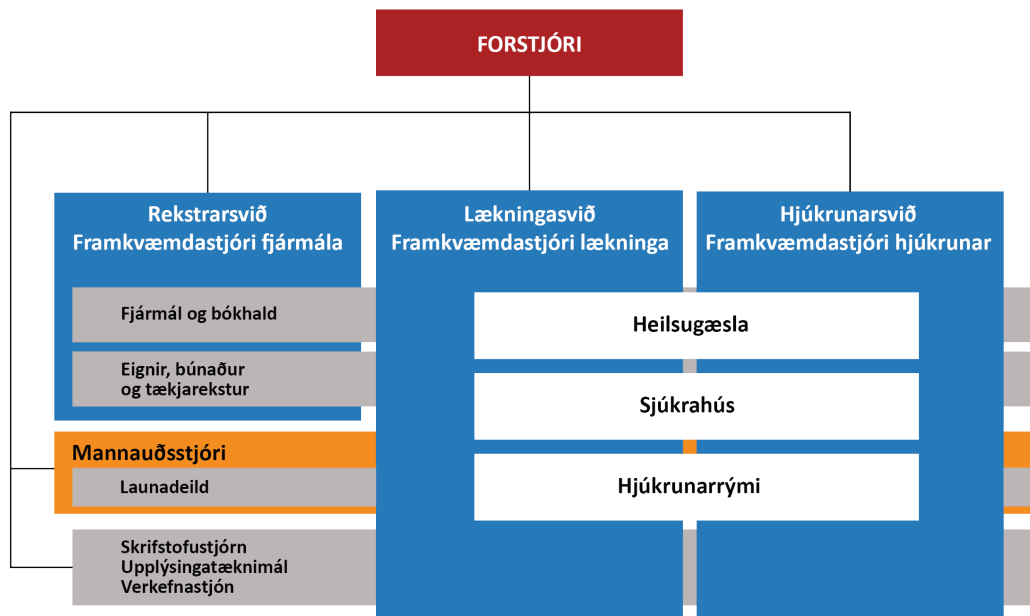 FORSTJÓRI
Rekstrarsvið
Framkvæmdastjóri fjármála
Lækningasvið
Framkvæmdastjóri lækninga
Hjúkrunarsvið
Framkvæmdastjóri hjúkrunar
Fjármál og bókhald
Eignir, búnaður
og tækjarekstur
Heilsugæsla
Sjúkrahús
Hjúkrunarrými
Mannauðsstjóri
Launadeild
Skrifstofustjórn
Upplýsingatæknimál
Verkefnastjón